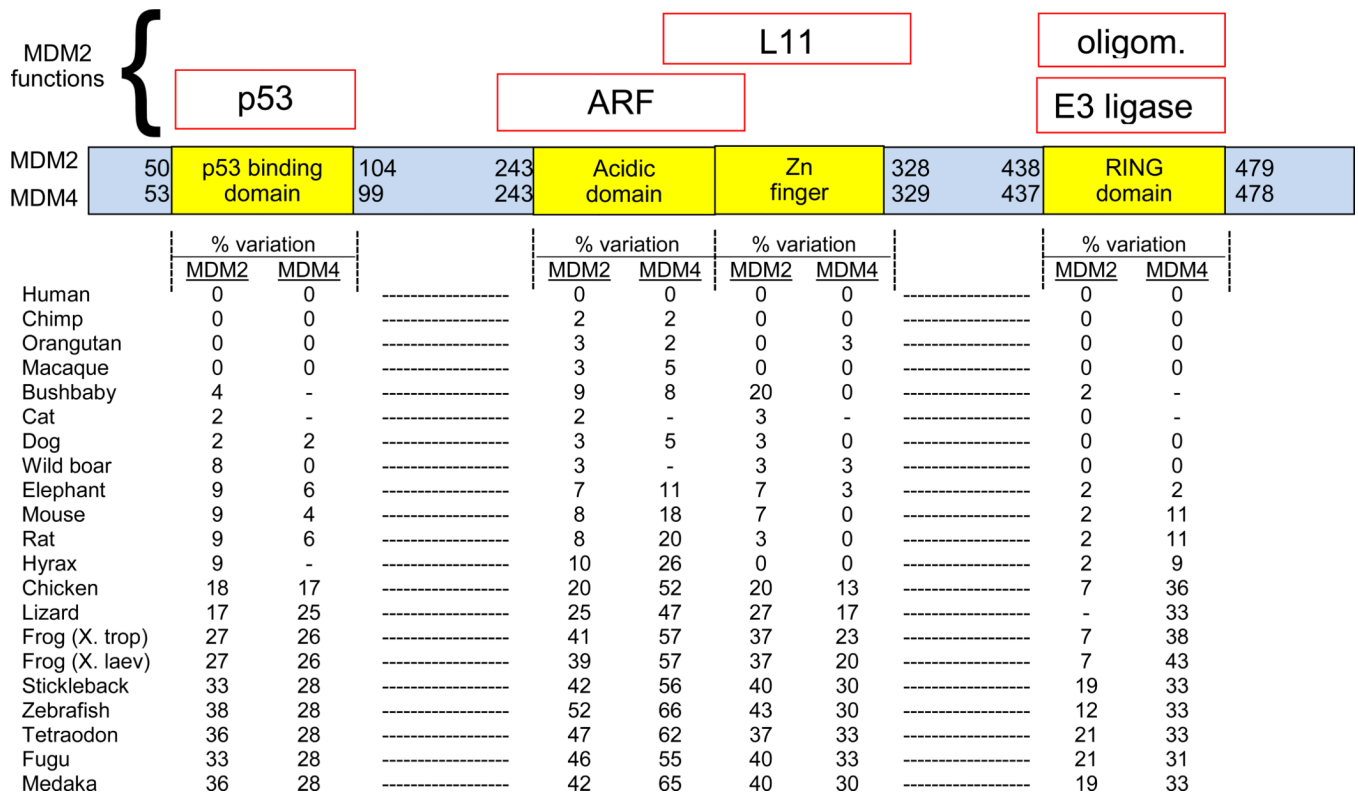 L11 oligom.
MDM2
functions {
p53 ARF E3 ligase
MDM2 50 p53 binding 104 243 Acidic Zn 328 438 RING 479
MDM4 53 domain 99 243 domain finger 329 437 domain 478
% variation % variation % variation % variation
MDM2 MDM4 MDM2 MDM4 MDM2 MDM4 MDM2 MDM4
Human 0 0 -------------------- 0 0 0 0 -------------------- 0 0
Chimp 0 0 -------------------- 2 2 0 0 -------------------- 0 0
Orangutan 0 0 -------------------- 3 2 0 3 -------------------- 0 0
Macaque 0 0 -------------------- 3 5 0 0 -------------------- 0 0
Bushbaby 4 - -------------------- 9 8 20 0 -------------------- 2 -
Cat 2 - -------------------- 2 - 3 - -------------------- 0 -
Dog 2 2 -------------------- 3 5 3 0 -------------------- 0 0
Wild boar 8 0 -------------------- 3 - 3 3 -------------------- 0 0
Elephant 9 6 -------------------- 7 11 7 3 -------------------- 2 2
Mouse 9 4 -------------------- 8 18 7 0 -------------------- 2 11
Rat 9 6 -------------------- 8 20 3 0 -------------------- 2 11
Hyrax 9 - -------------------- 10 26 0 0 -------------------- 2 9
Chicken 18 17 -------------------- 20 52 20 13 -------------------- 7 36
Lizard 17 25 -------------------- 25 47 27 17 -------------------- - 33
Frog (X. trop) 27 26 -------------------- 41 57 37 23 -------------------- 7 38
Frog (X. laev) 27 26 -------------------- 39 57 37 20 -------------------- 7 43
Stickleback 33 28 -------------------- 42 56 40 30 -------------------- 19 33
Zebrafish 38 28 -------------------- 52 66 43 30 -------------------- 12 33
Tetraodon 36 28 -------------------- 47 62 37 33 -------------------- 21 33
Fugu 33 28 -------------------- 46 55 40 33 -------------------- 21 31
Medaka 36 28 -------------------- 42 65 40 30 -------------------- 19 33